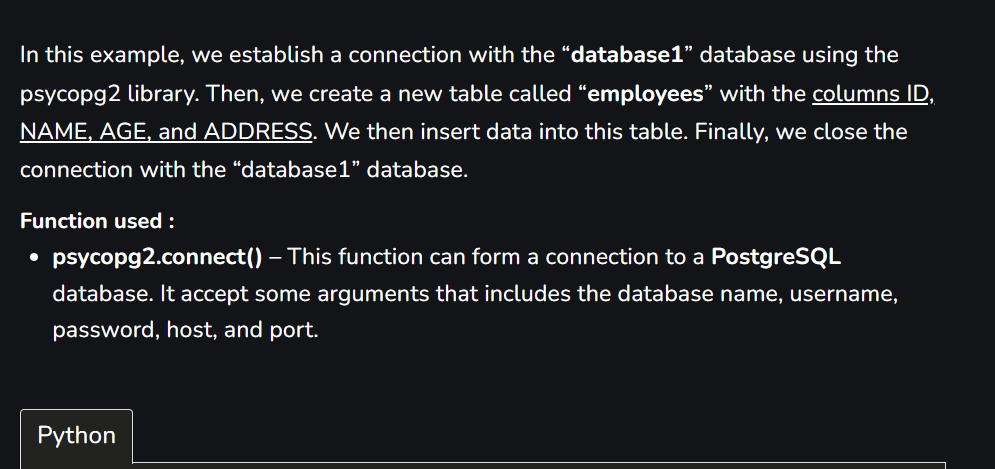 In this example, we establish a connection with the “database1” database using the
psycopg2 library. Then, we create a new table called “employees” with the columns ID,
NAME, AGE, and ADDRESS. We then insert data into this table. Finally, we close the
connection with the “database1” database.
Function used :
• psycopg2.connect() – This function can form a connection to a PostgreSQL
database. It accept some arguments that includes the database name, username,
password, host, and port.
Python